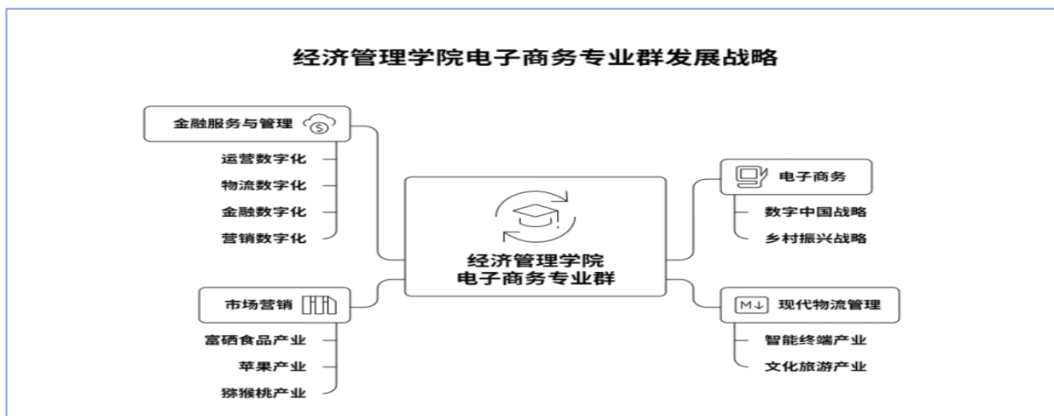 经济管理学院电子商务专业群发展战略
金融服务与管理
运营数字化
物流数字化
金融数字化
营销数字化
市场营销
富硒食品产业
苹果产业
猕猴桃产业
经济管理学院
电子商务专业群
电子商务
数字中国战略
乡村振兴战略
M↓ 现代物流管理
智能终端产业
文化旅游产业